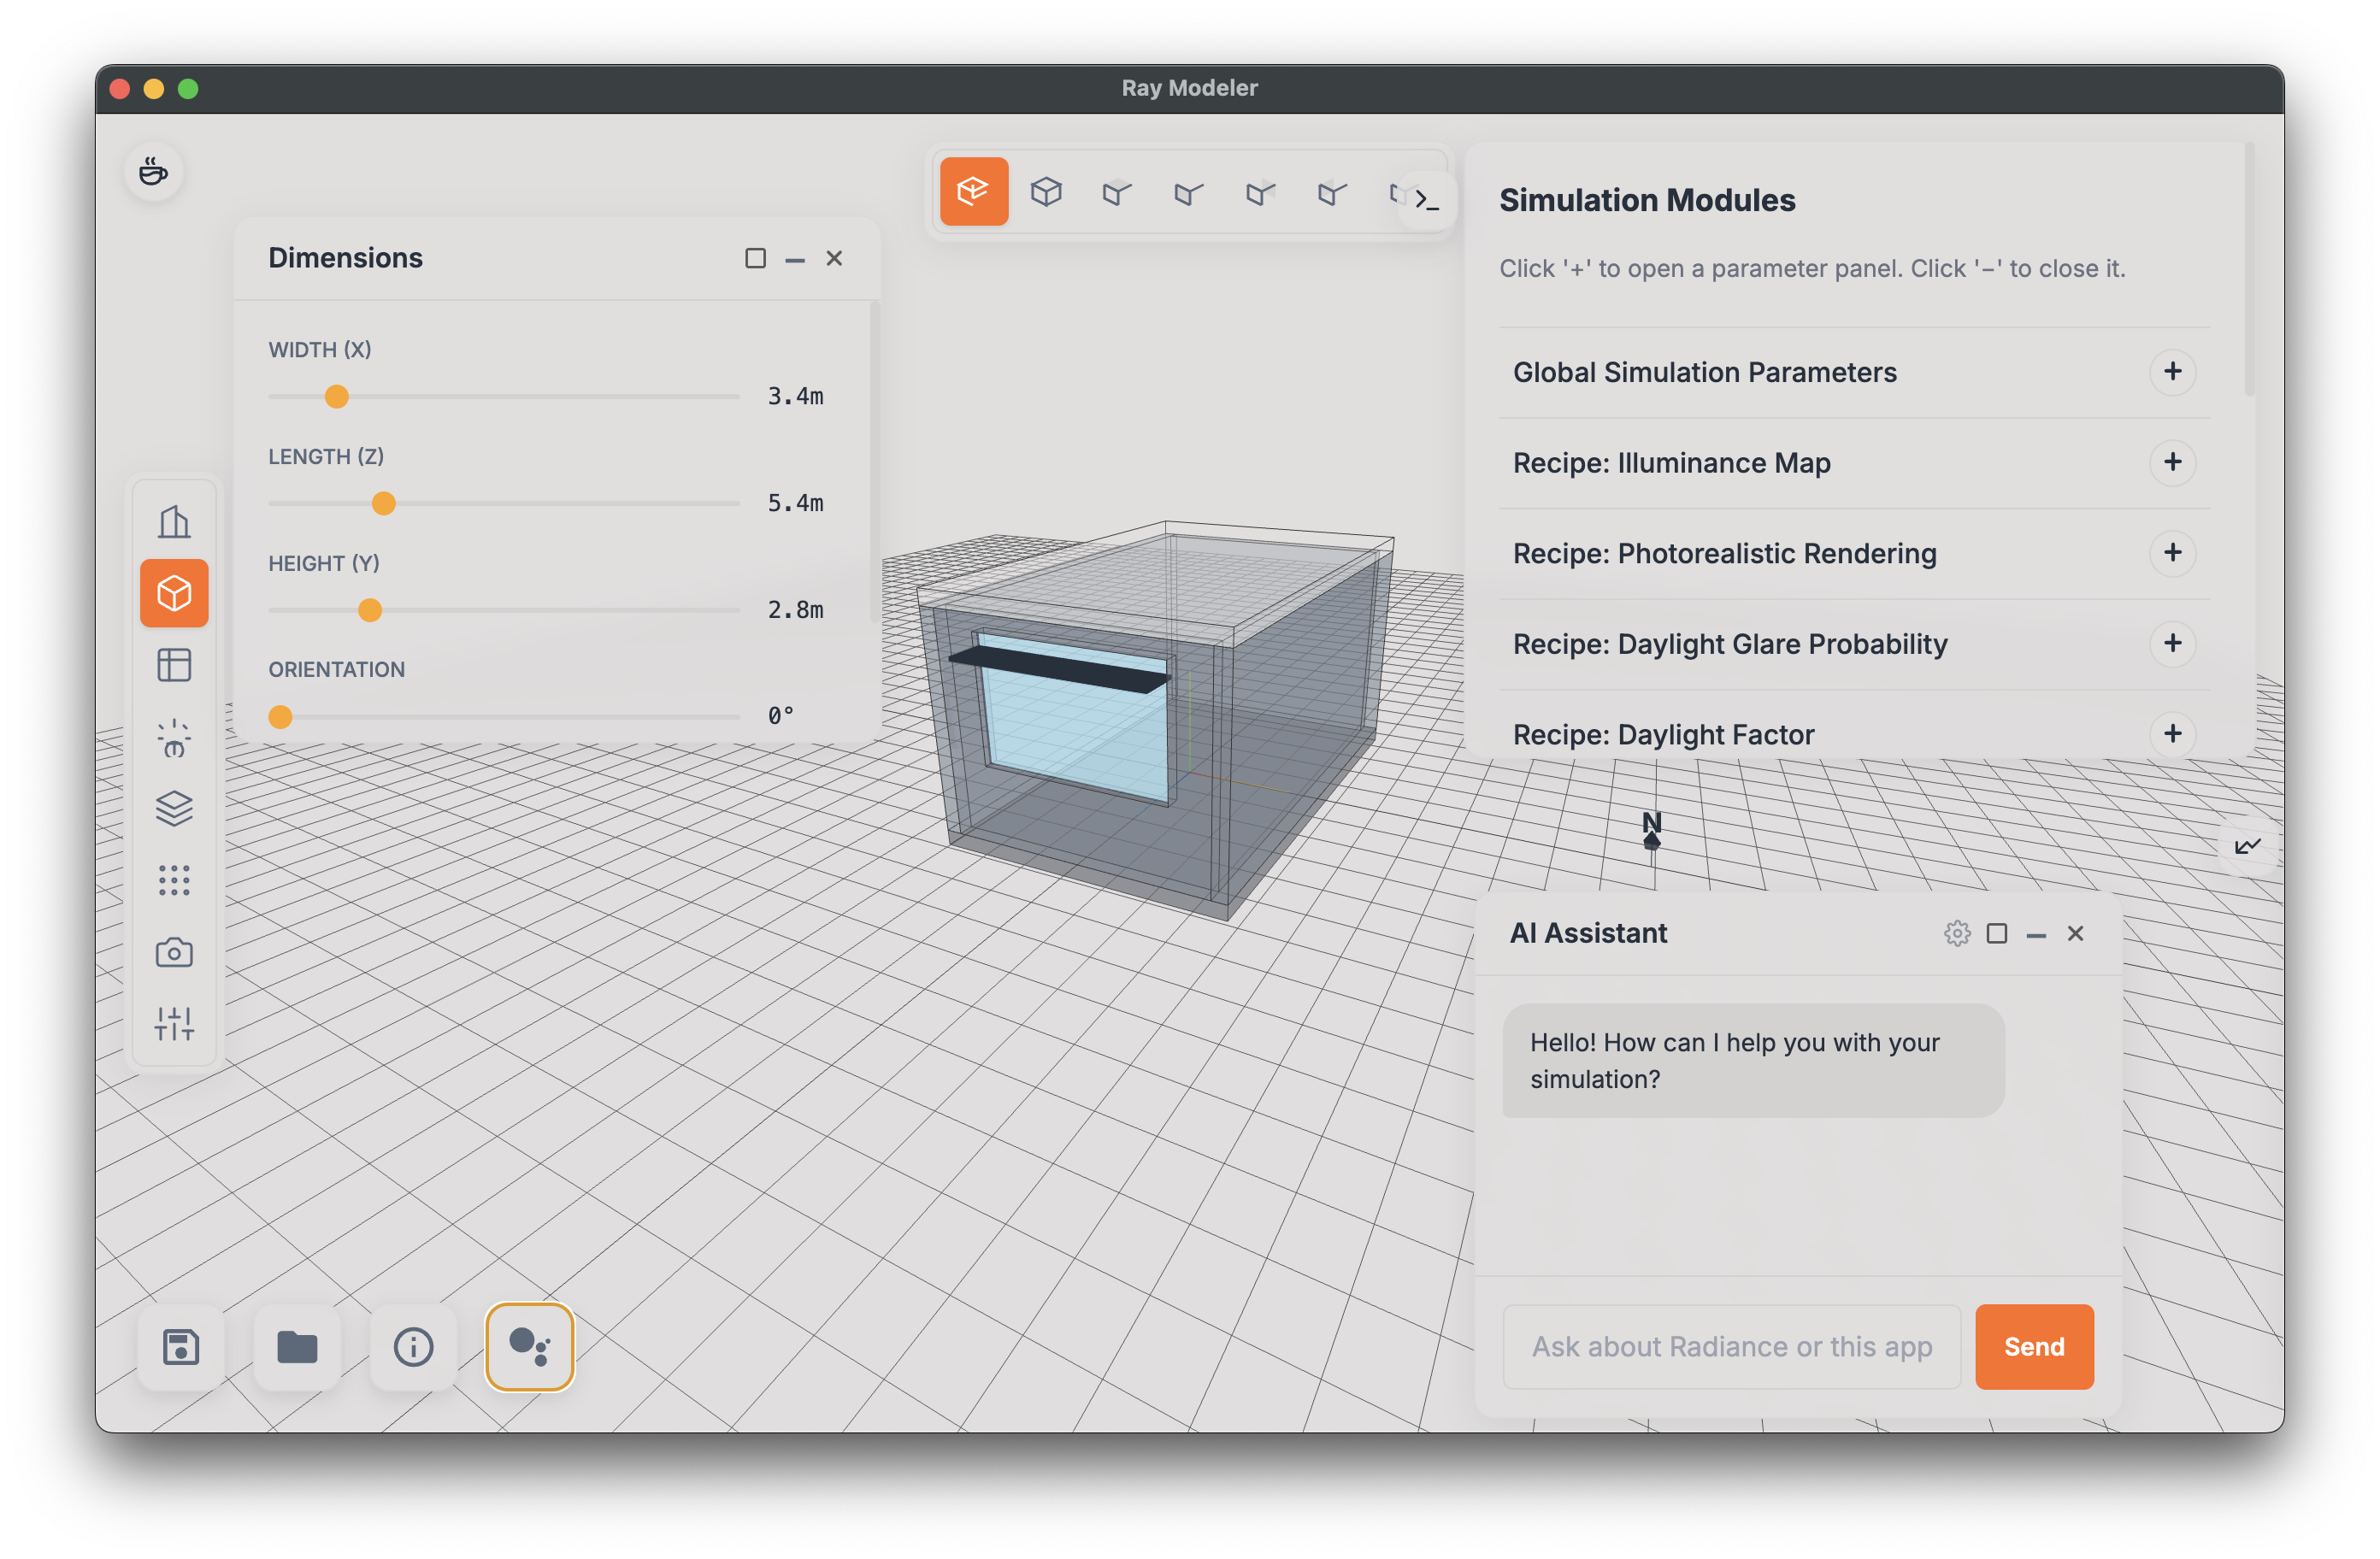 Ray Modeler
Dimensions
WIDTH (X)
3.4m
LENGTH (Z)
5.4m
HEIGHT (Y)
2.8m
ORIENTATION
0°
Simulation Modules
Click '+' to open a parameter panel. Click '−' to close it.
Global Simulation Parameters
Recipe: Illuminance Map
Recipe: Photorealistic Rendering
Recipe: Daylight Glare Probability
Recipe: Daylight Factor
N
AI Assistant
Hello! How can I help you with your
simulation?
Ask about Radiance or this app
Send